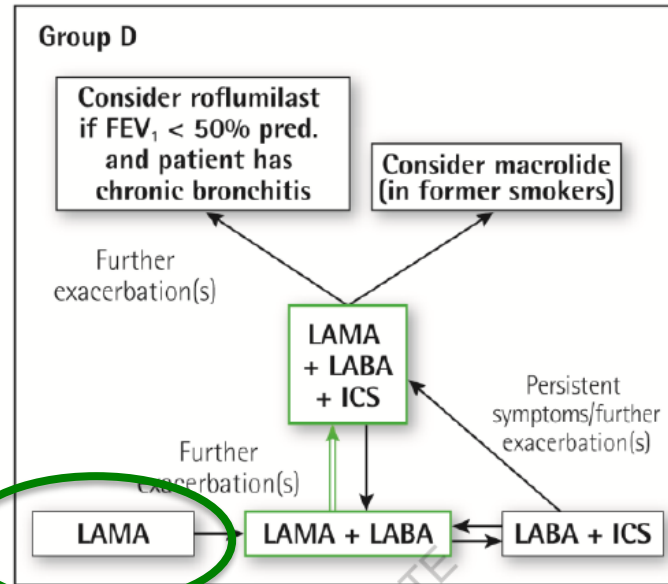 Group D
Consider roflumilast
if FEV₁ < 50% pred.
and patient has
chronic bronchitis
Consider macrolide
(in former smokers)
Further
exacerbation(s)
LAMA
+ LABA
+ ICS
Persistent
symptoms/further
exacerbation(s)
Further
exacerbation(s)
LAMA
LAMA + LABA
LABA + ICS